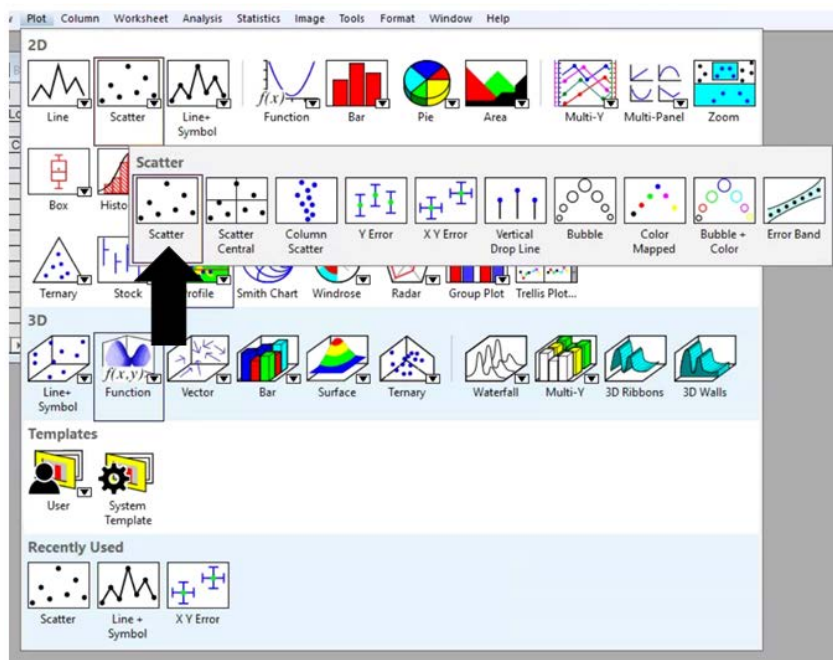 Plot Column Worksheet Analysis Statistics Image Tools Format Window Help
2D
Line Scatter Line+ Symbol f(x) Function Bar Pie Area Multi-Y Multi-Panel Zoom
Scatter
Box
Scatter Scatter Central Column Scatter Y Error X Y Error Vertical Drop Line Bubble Color Mapped Bubble + Color Error Band
Ternary Stock Smith Chart Windrose Radar Group Plot Trellis Plot...
3D
Line+ Symbol f(x,y) Function Vector Bar Surface Ternary Waterfall Multi-Y 3D Ribbons 3D Walls
Templates
User System Template
Recently Used
Scatter Line + Symbol X Y Error